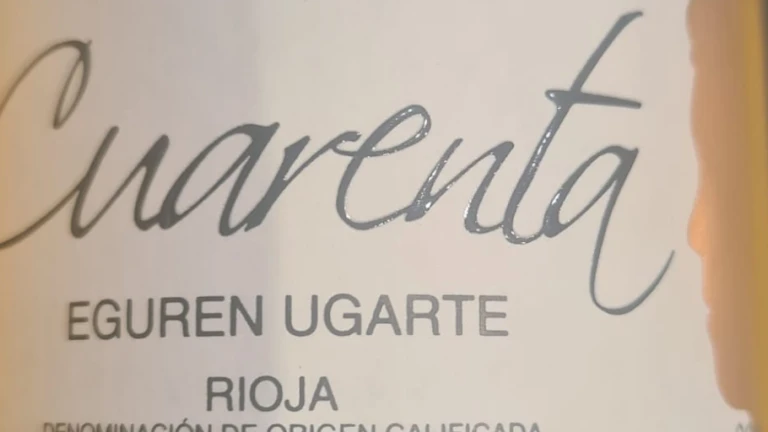 Cuarenta
EGUREN UGARTE
RIOJA
DENOMINACIÓN DE ORIGEN CALIFICADA